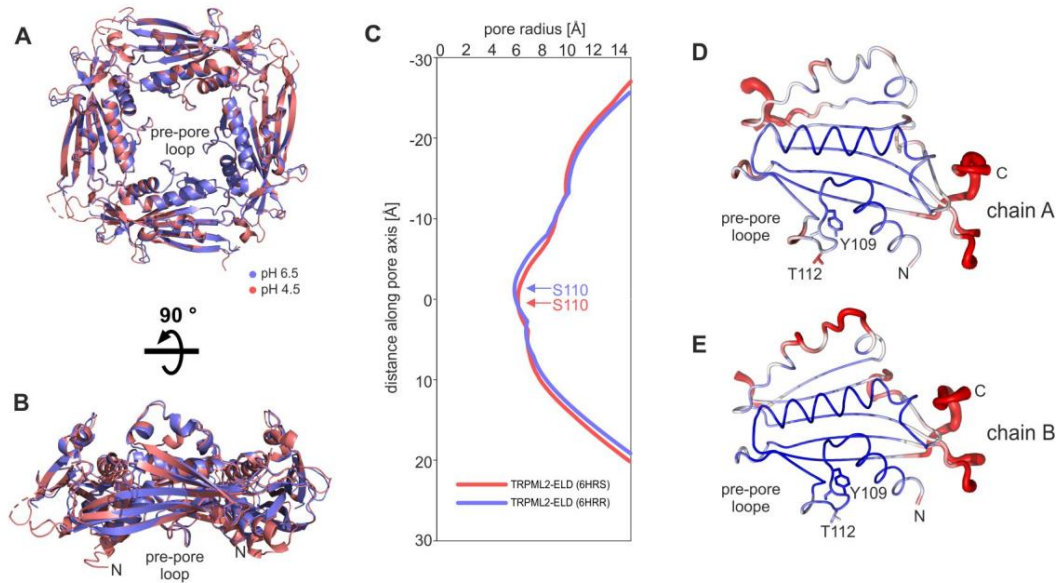 A
pre-pore
loop
pH 6.5
pH 4.5
90 °
B
N
pre-pore
loop
N
C
pore radius [Å]
0 2 4 6 8 10 12 14
distance along pore axis [Å]
-30
-20
-10
0
10
20
30
S110
S110
TRPML2-ELD (6HRS)
TRPML2-ELD (6HRR)
D
C
chain A
pre-pore
loope
Y109
T112
N
E
C
chain B
pre-pore
loope
Y109
T112
N